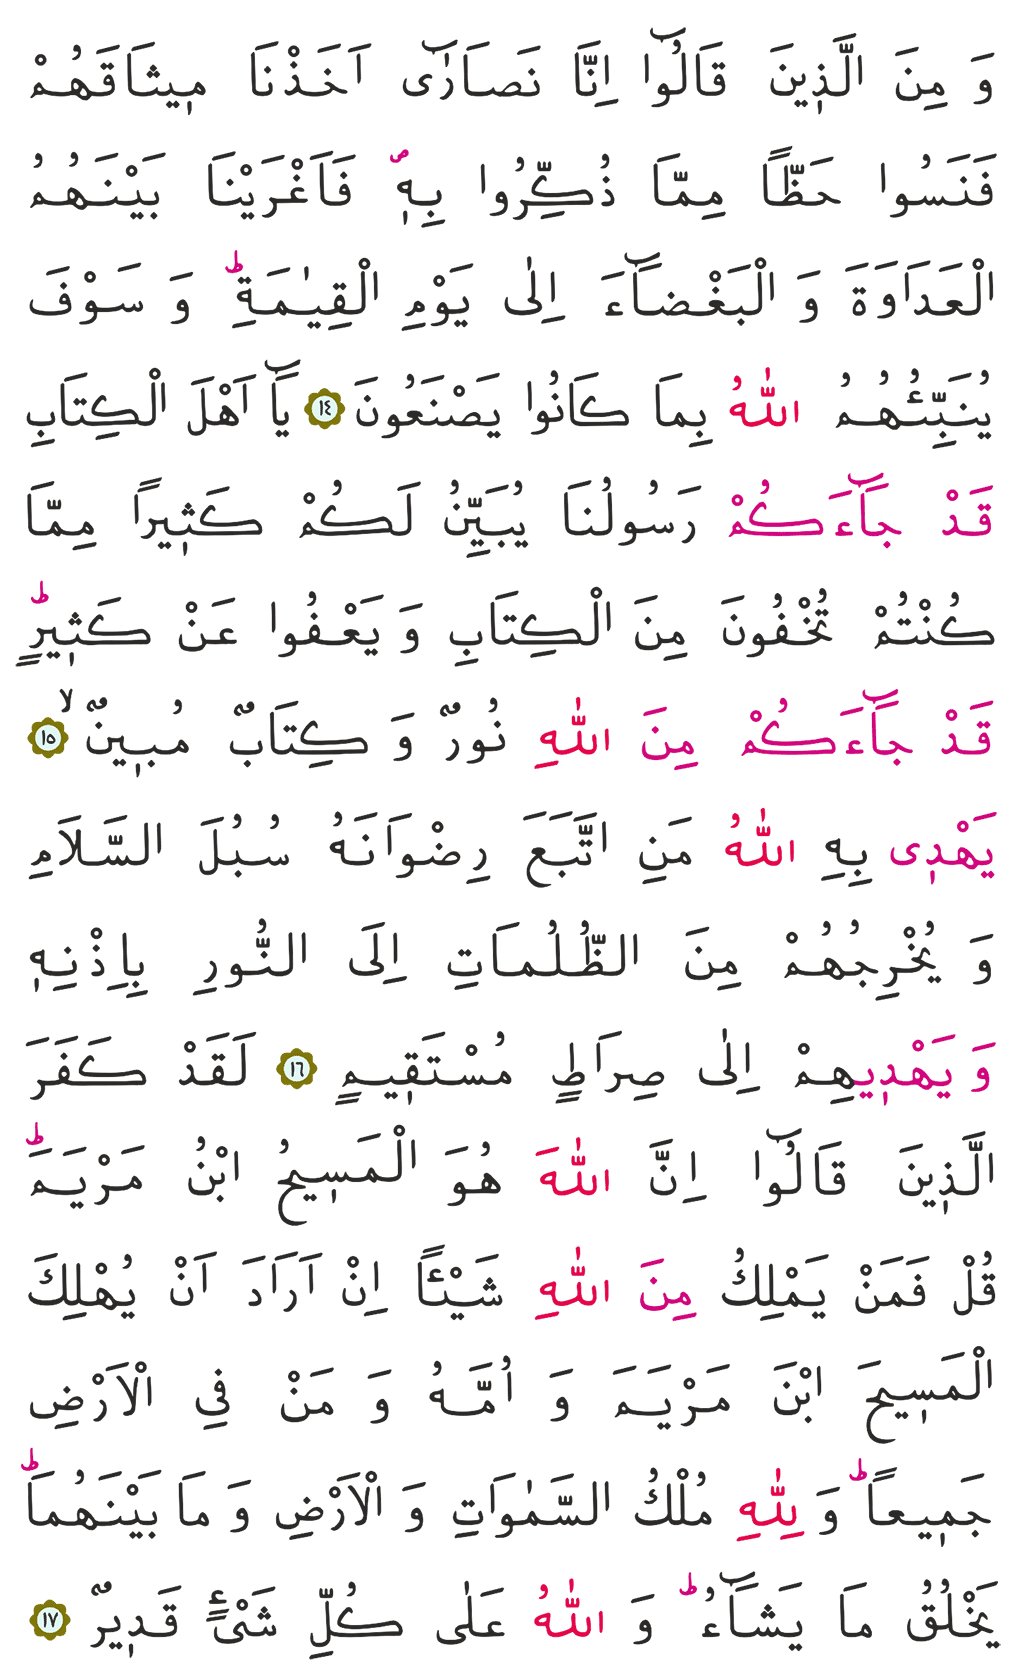 وَ مِنَ الَّذ۪ينَ قَالُٓوا اِنَّا نَصَارٰٓى اَخَذْنَا م۪يثَاقَهُمْ
فَنَسُوا حَظًّا مِمَّا ذُكِّرُوا بِه۪ۖ فَاَغْرَيْنَا بَيْنَهُمُ
الْعَدَاوَةَ وَ الْبَغْضَٓاءَ اِلٰى يَوْمِ الْقِيٰمَةِۜ وَ سَوْفَ
يُنَبِّئُهُمُ اللّٰهُ بِمَا كَانُوا يَصْنَعُونَ ﴿١٤﴾ يَٓا اَهْلَ الْكِتَابِ
قَدْ جَٓاءَكُمْ رَسُولُنَا يُبَيِّنُ لَكُمْ كَث۪يرًا مِمَّا
كُنْتُمْ تُخْفُونَ مِنَ الْكِتَابِ وَ يَعْفُوا عَنْ كَث۪يرٍۜ
قَدْ جَٓاءَكُمْ مِنَ اللّٰهِ نُورٌ وَ كِتَابٌ مُب۪ينٌۙ ﴿١٥﴾
يَهْد۪ى بِهِ اللّٰهُ مَنِ اتَّبَعَ رِضْوَانَهُ سُبُلَ السَّلَامِ
وَ يُخْرِجُهُمْ مِنَ الظُّلُمَاتِ اِلَى النُّورِ بِاِذْنِه۪
وَ يَهْد۪يهِمْ اِلٰى صِرَاطٍ مُسْتَق۪يمٍ ﴿١٦﴾ لَقَدْ كَفَرَ
الَّذ۪ينَ قَالُٓوا اِنَّ اللّٰهَ هُوَ الْمَس۪يحُ ابْنُ مَرْيَمَۜ
قُلْ فَمَنْ يَمْلِكُ مِنَ اللّٰهِ شَيْئًا اِنْ اَرَادَ اَنْ يُهْلِكَ
الْمَس۪يحَ ابْنَ مَرْيَمَ وَ اُمَّهُ وَ مَنْ فِى الْاَرْضِ
جَم۪يعًاۜ وَ لِلّٰهِ مُلْكُ السَّمٰوَاتِ وَ الْاَرْضِ وَ مَا بَيْنَهُمَاۜ
يَخْلُقُ مَا يَشَٓاءُۜ وَ اللّٰهُ عَلٰى كُلِّ شَىْءٍ قَد۪يرٌ ﴿١٧﴾